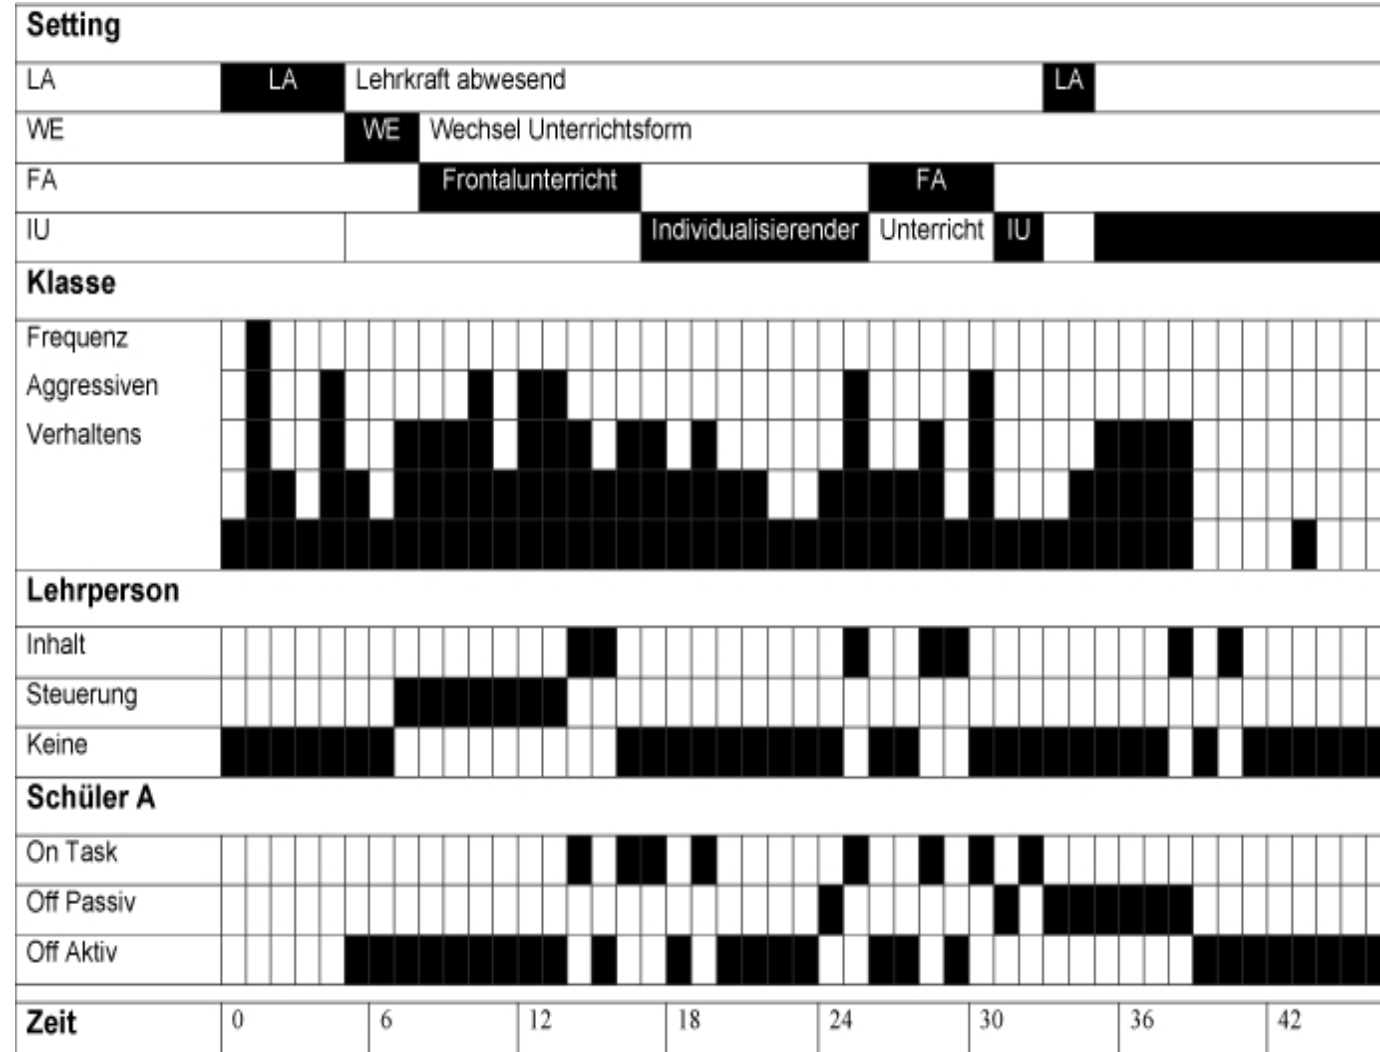 Setting
LA LA Lehrkraft abwesend LA
WE WE Wechsel Unterrichtsform
FA Frontalunterricht FA
IU Individualisierender Unterricht IU
Klasse
Frequenz
Aggressiven
Verhaltens
Lehrperson
Inhalt
Steuerung
Keine
Schüler A
On Task
Off Passiv
Off Aktiv
Zeit 0 6 12 18 24 30 36 42